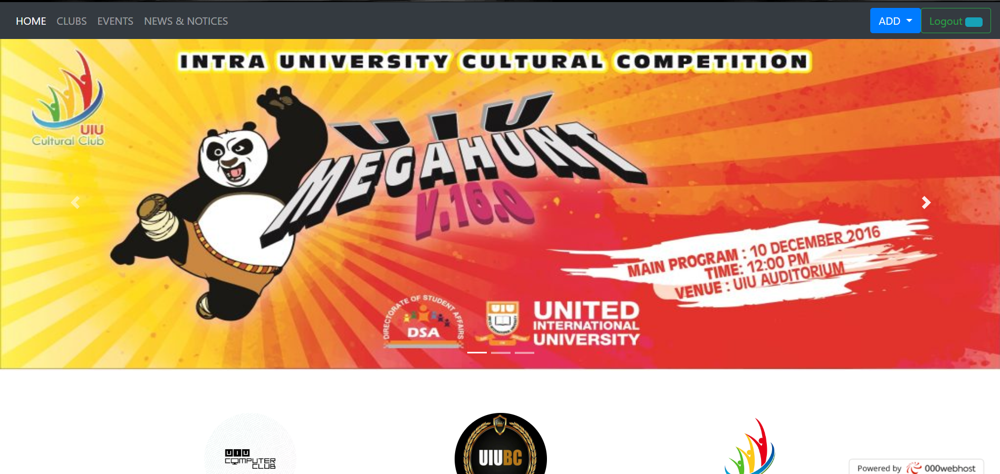 HOME CLUBS EVENTS NEWS & NOTICES ADD Logout
INTRA UNIVERSITY CULTURAL COMPETITION
UIU
Cultural Club
UIU
MEGAHUNT
V.16.0
MAIN PROGRAM : 10 DECEMBER 2016
TIME: 12:00 PM
VENUE : UIU AUDITORIUM
DIRECTORATE OF STUDENT AFFAIRS
DSA
UIU
UNITED
INTERNATIONAL
UNIVERSITY
UIU
COMPUTER
CLUB
UIUBC
Powered by 000webhost